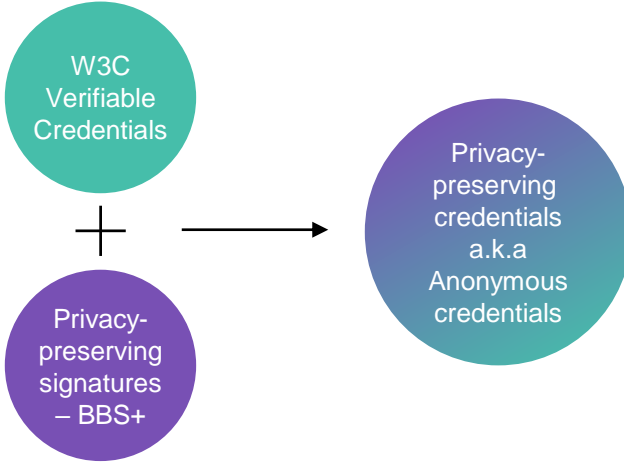 W3C
Verifiable
Credentials
Privacy-
preserving
signatures
– BBS+
Privacy-
preserving
credentials
a.k.a
Anonymous
credentials